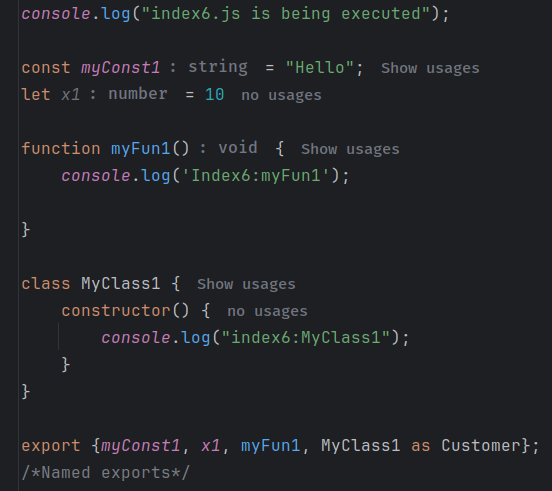 console.log("index6.js is being executed");
const myConst1 : string = "Hello"; Show usages
let x1 : number = 10 no usages
function myFun1() : void { Show usages
console.log('Index6:myFun1');
}
class MyClass1 { Show usages
constructor() { no usages
console.log("index6:MyClass1");
}
}
export {myConst1, x1, myFun1, MyClass1 as Customer};
/*Named exports*/